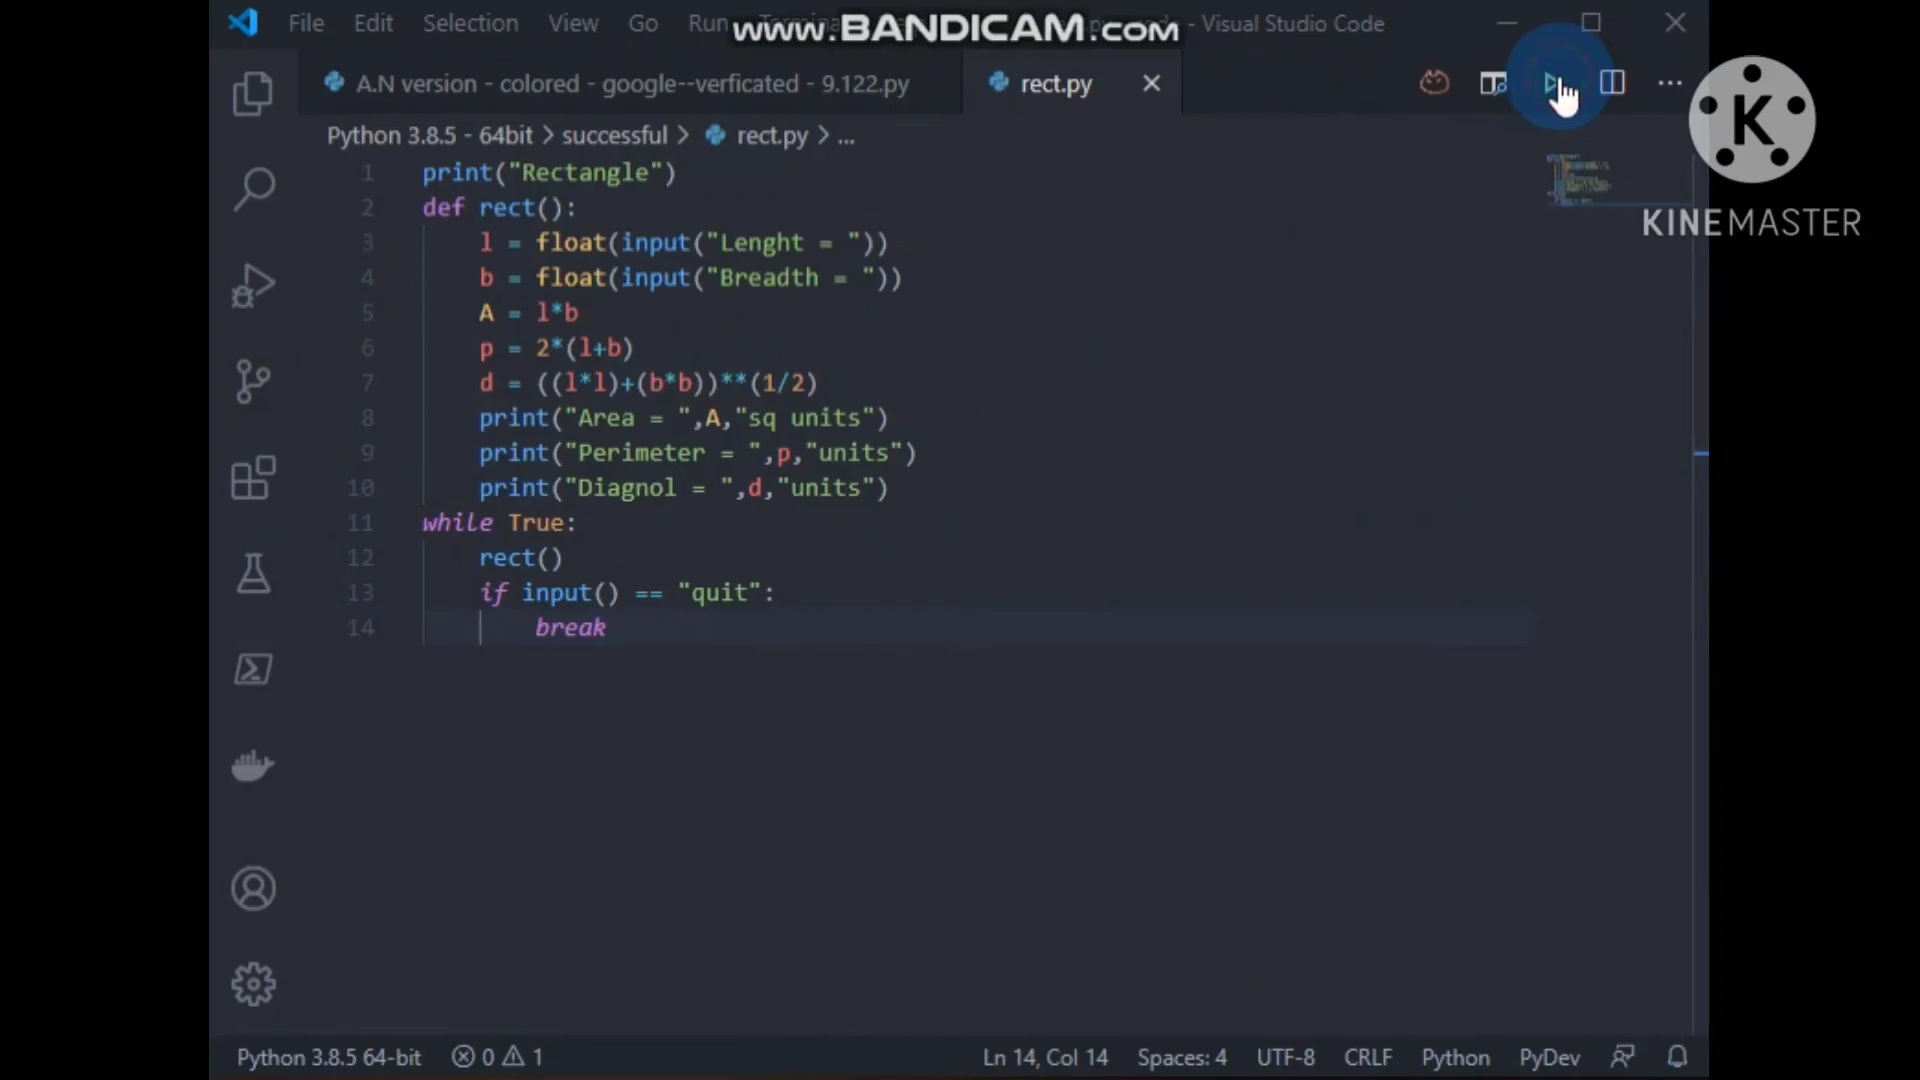 File Edit Selection View Go Run - Visual Studio Code
www.BANDICAM.com
A.N version - colored - google--verficated - 9.122.py rect.py
K
KINEMASTER
Python 3.8.5 - 64bit > successful > rect.py > ...
1 print("Rectangle")
2 def rect():
3 l = float(input("Lenght = "))
4 b = float(input("Breadth = "))
5 A = l*b
6 p = 2*(l+b)
7 d = ((l*l)+(b*b))**(1/2)
8 print("Area = ",A,"sq units")
9 print("Perimeter = ",p,"units")
10 print("Diagnol = ",d,"units")
11 while True:
12 rect()
13 if input() == "quit":
14 break
Python 3.8.5 64-bit 0 1 Ln 14, Col 14 Spaces: 4 UTF-8 CRLF Python PyDev